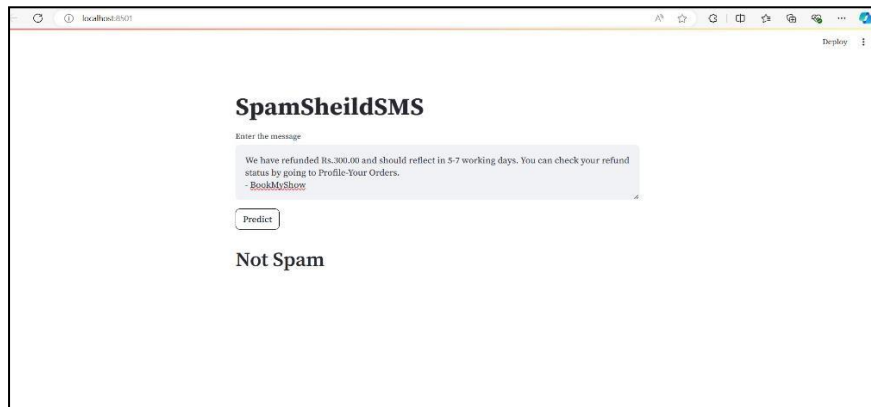 localhost:8501
Deploy
SpamSheildSMS
Enter the message
We have refunded Rs.300.00 and should reflect in 5-7 working days. You can check your refund
status by going to Profile-Your Orders.
- BookMyShow
Predict
Not Spam